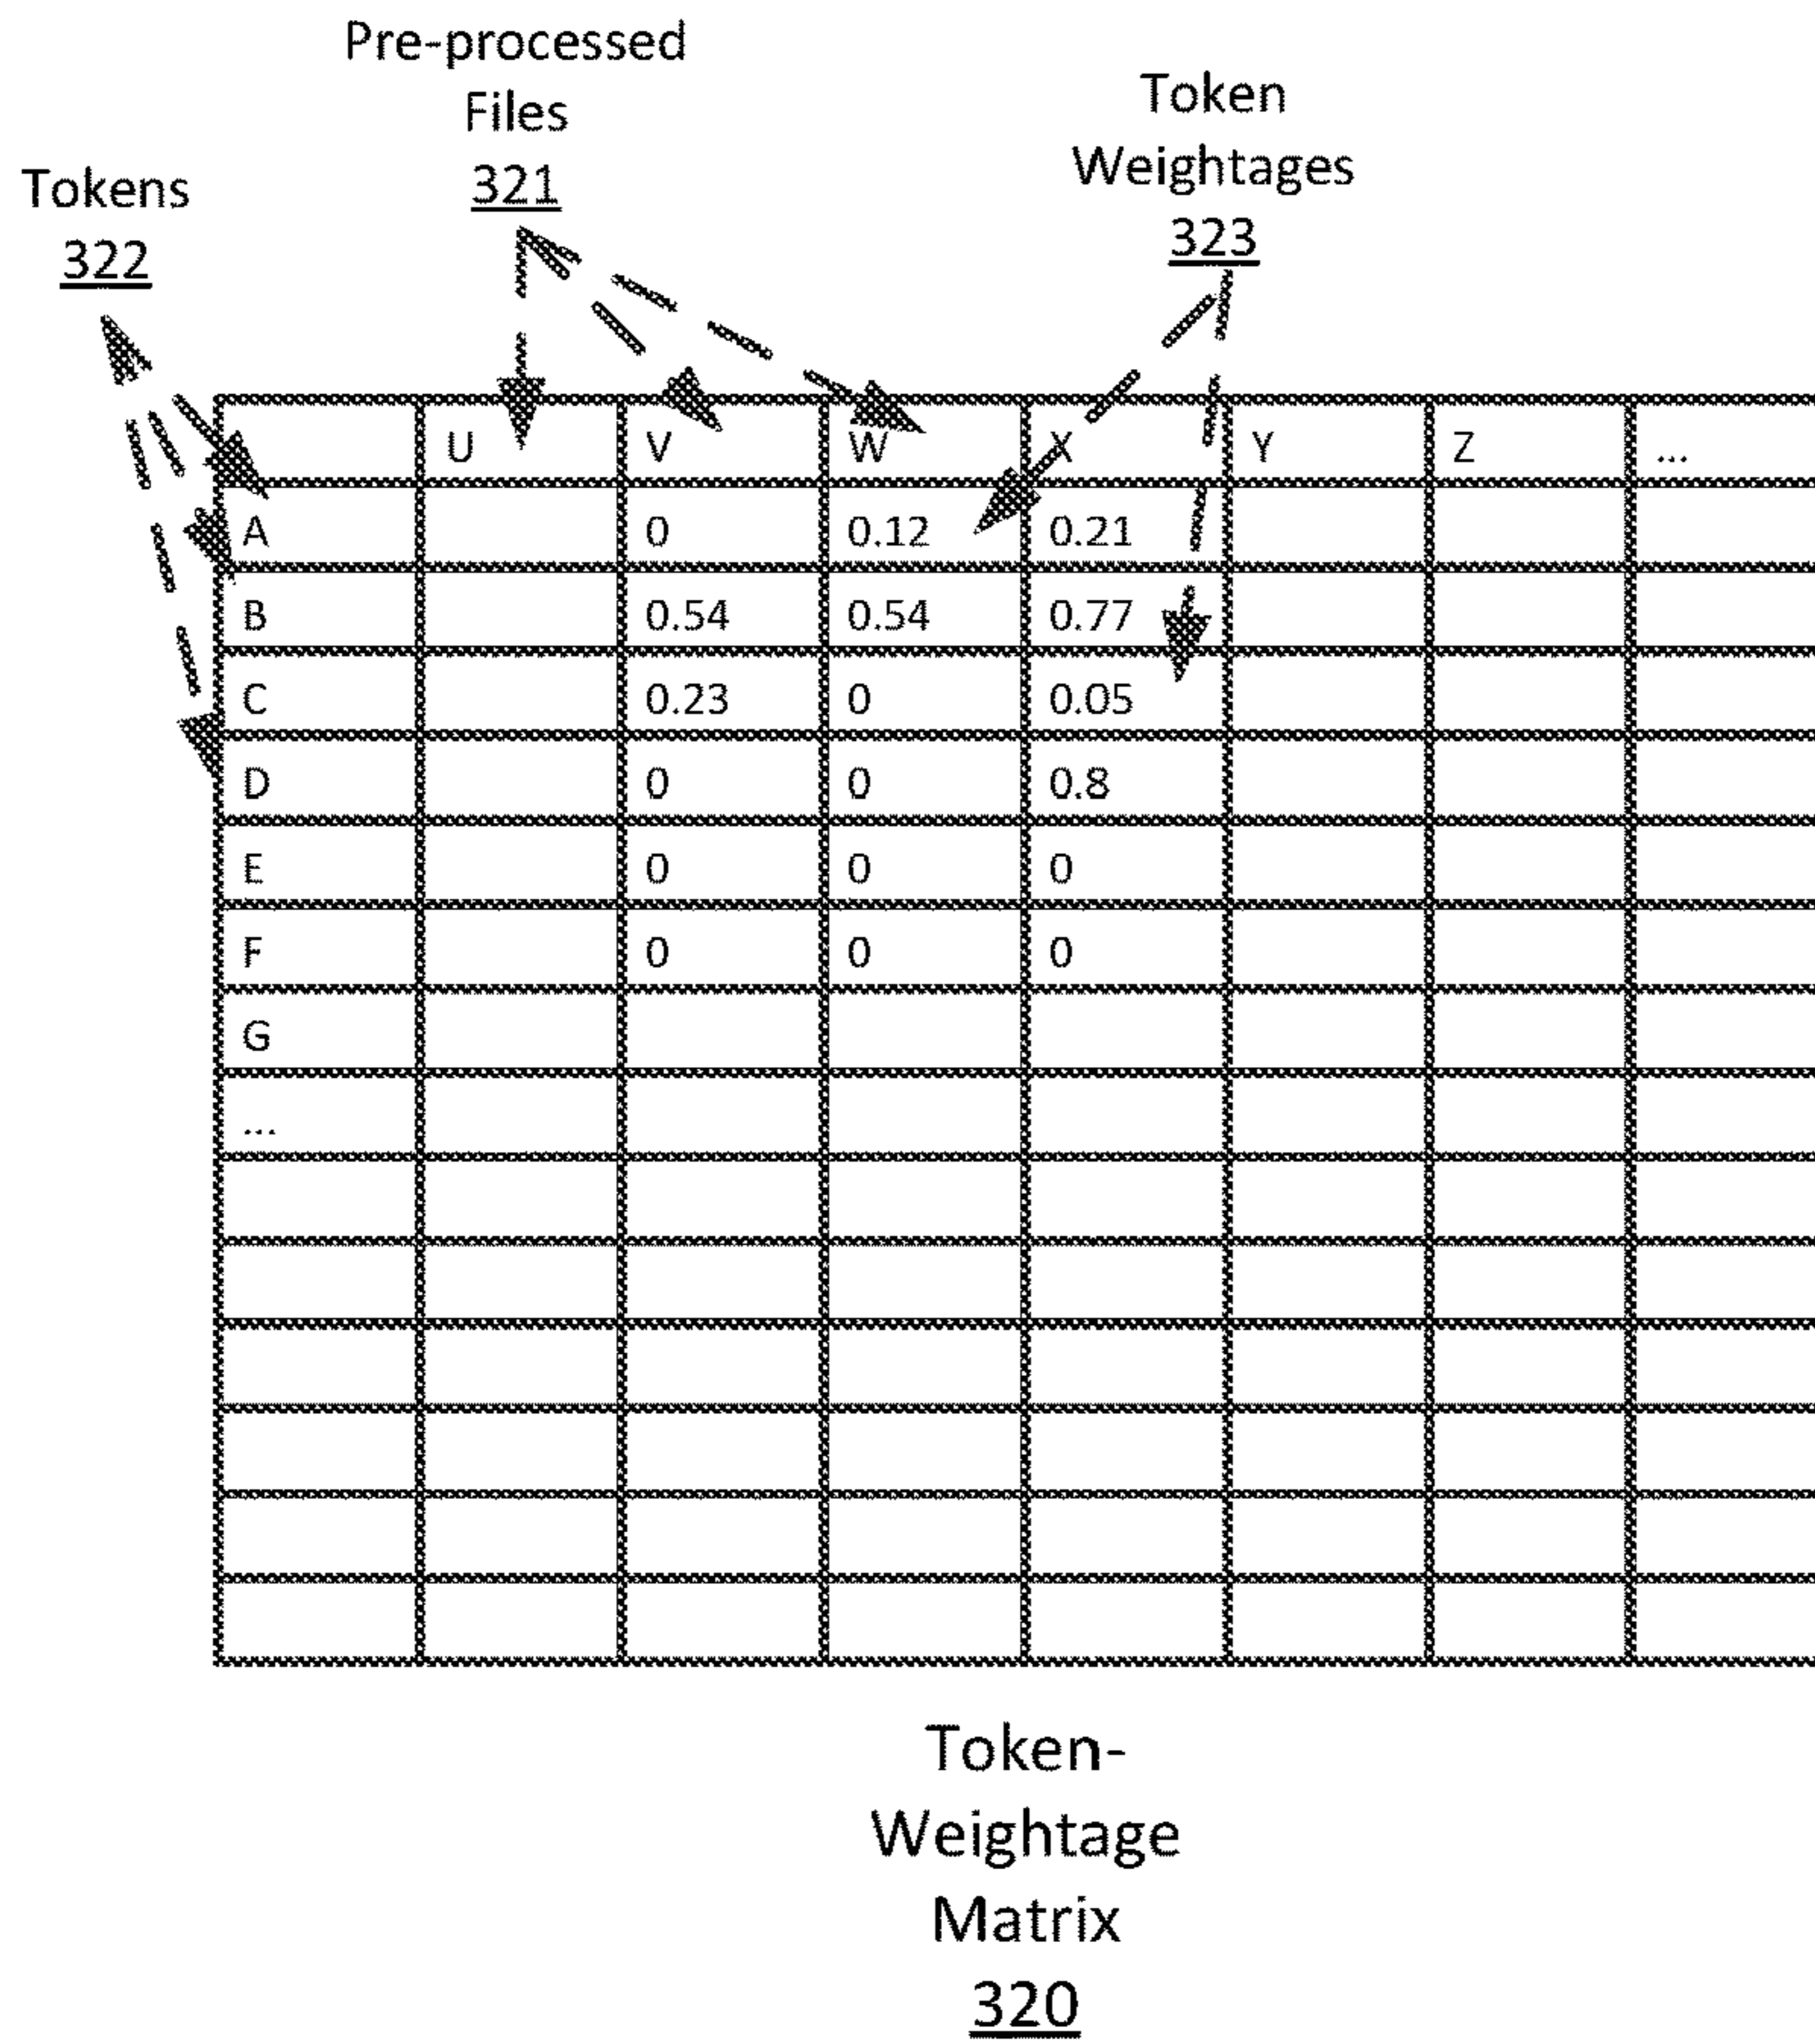 Pre-processed
Files
321
Token
Weightages
323
Tokens
322
U V W X Y Z ...
A 0 0.12 0.21
B 0.54 0.54 0.77
C 0.23 0 0.05
D 0 0 0.8
E 0 0 0
F 0 0 0
G
...
Token-
Weightage
Matrix
320